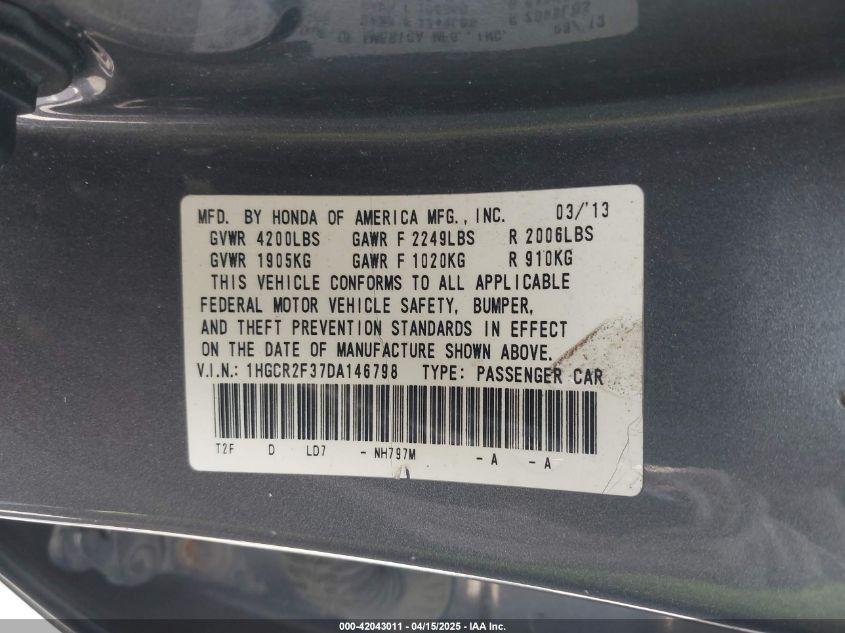 MFD. BY HONDA OF AMERICA MFG., INC. 03/'13
GVWR 4200LBS GAWR F 2249LBS R 2006LBS
GVWR 1905KG GAWR F 1020KG R 910KG
THIS VEHICLE CONFORMS TO ALL APPLICABLE
FEDERAL MOTOR VEHICLE SAFETY, BUMPER,
AND THEFT PREVENTION STANDARDS IN EFFECT
ON THE DATE OF MANUFACTURE SHOWN ABOVE.
V.I.N.: 1HGCR2F37DA146798 TYPE: PASSENGER CAR
T2F D LD7 - NH797M - A - A
000-42043011 - 04/15/2025 - IAA Inc.